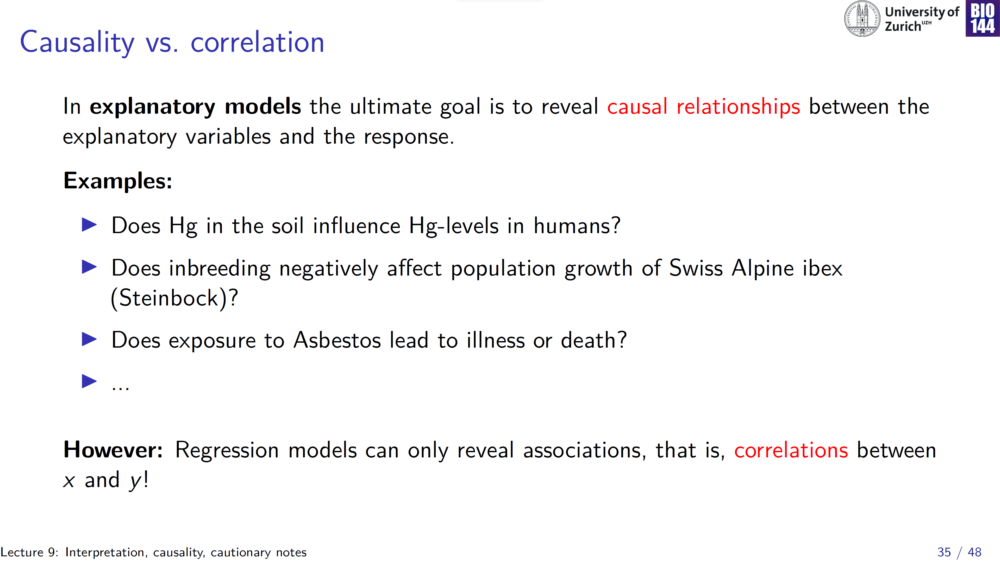 University of
Zurich UZH
BIO
144
Causality vs. correlation
In explanatory models the ultimate goal is to reveal causal relationships between the
explanatory variables and the response.
Examples:
▶ Does Hg in the soil influence Hg-levels in humans?
▶ Does inbreeding negatively affect population growth of Swiss Alpine ibex
(Steinbock)?
▶ Does exposure to Asbestos lead to illness or death?
▶ ...
However: Regression models can only reveal associations, that is, correlations between
x and y!
Lecture 9: Interpretation, causality, cautionary notes
35 / 48